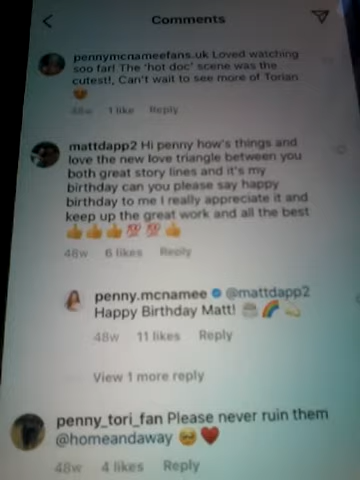 Comments
pennymcnameefans.uk Loved watching
soo far! The 'hot doc' scene was the
cutest!, Can't wait to see more of Torian
😍
48w 1 like Reply
mattdapp2 Hi penny how's things and
love the new love triangle between you
both great story lines and it's my
birthday can you please say happy
birthday to me I really appreciate it and
keep up the great work and all the best
👍👍👍💯💯👍
48w 6 likes Reply
penny.mcnamee @mattdapp2
Happy Birthday Matt! ☕🌈💫
48w 11 likes Reply
View 1 more reply
penny_tori_fan Please never ruin them
@homeandaway 🥺❤️
48w 4 likes Reply